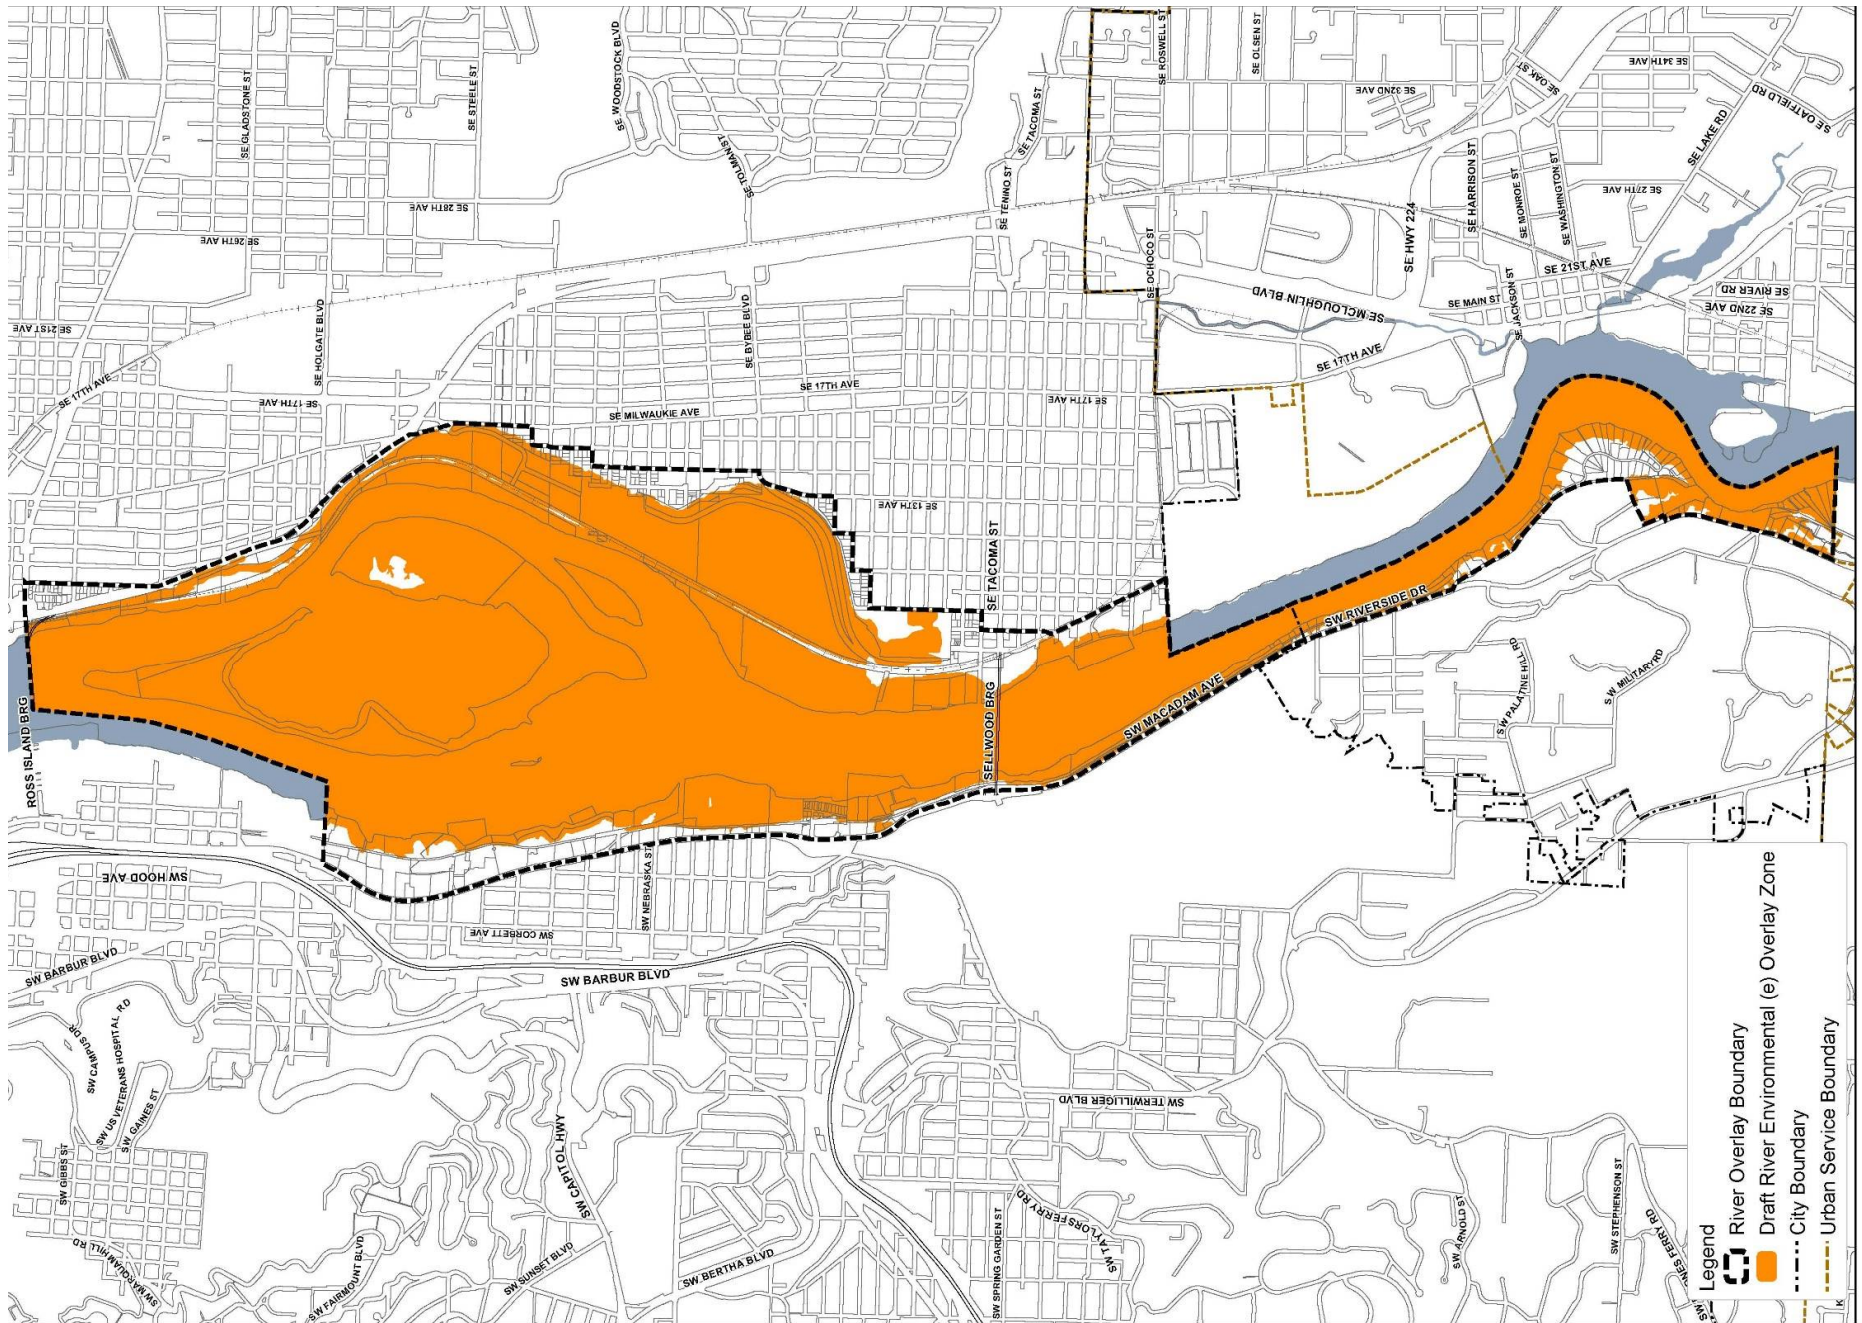 SE WOODSTOCK BLVD
SE ROSWELL ST
SE OLSEN ST
SE 34TH AVE
SE OAK ST
SE 32ND AVE
SE OATFIELD RD
SE GLADSTONE ST
SE STEELE ST
SE TACOMA ST
SE LAKE RD
SE TOLMAN ST
SE HARRISON ST
SE MONROE ST
SE WASHINGTON ST
SE 27TH AVE
SE 28TH AVE
SE TENINO ST
SE 26TH AVE
SE HWY 224
SE OCHOCO ST
SE 21ST AVE
SE RIVER RD
SE 22ND AVE
SE MAIN ST
SE JACKSON ST
SE MCLOUGHLIN BLVD
SE 21ST AVE
SE HOLGATE BLVD
SE BYBEE BLVD
SE 17TH AVE
SE 17TH AVE
SE 17TH AVE
SE 17TH AVE
SE 17TH AVE
SE MILWAUKIE AVE
SE 13TH AVE
SE TACOMA ST
SW RIVERSIDE DR
SW PALATINE HILL RD
SW MILITARY RD
SW MACADAM AVE
SELLWOOD BRG
ROSS ISLAND BRG
SW HOOD AVE
SW NEBRASKA ST
SW CORBETT AVE
SW BARBUR BLVD
SW BARBUR BLVD
SW CAMPUS DR
SW US VETERANS HOSPITAL RD
SW GAINES ST
SW GIBBS ST
SW CAPITOL HWY
SW TERWILLIGER BLVD
SW MARQUAM HILL RD
SW FAIRMOUNT BLVD
SW SUNSET BLVD
SW BERTHA BLVD
SW SPRING GARDEN ST
SW TAYLORS FERRY RD
SW ARNOLD ST
SW STEPHENSON ST
FERRY RD
Legend
River Overlay Boundary
Draft River Environmental (e) Overlay Zone
City Boundary
Urban Service Boundary